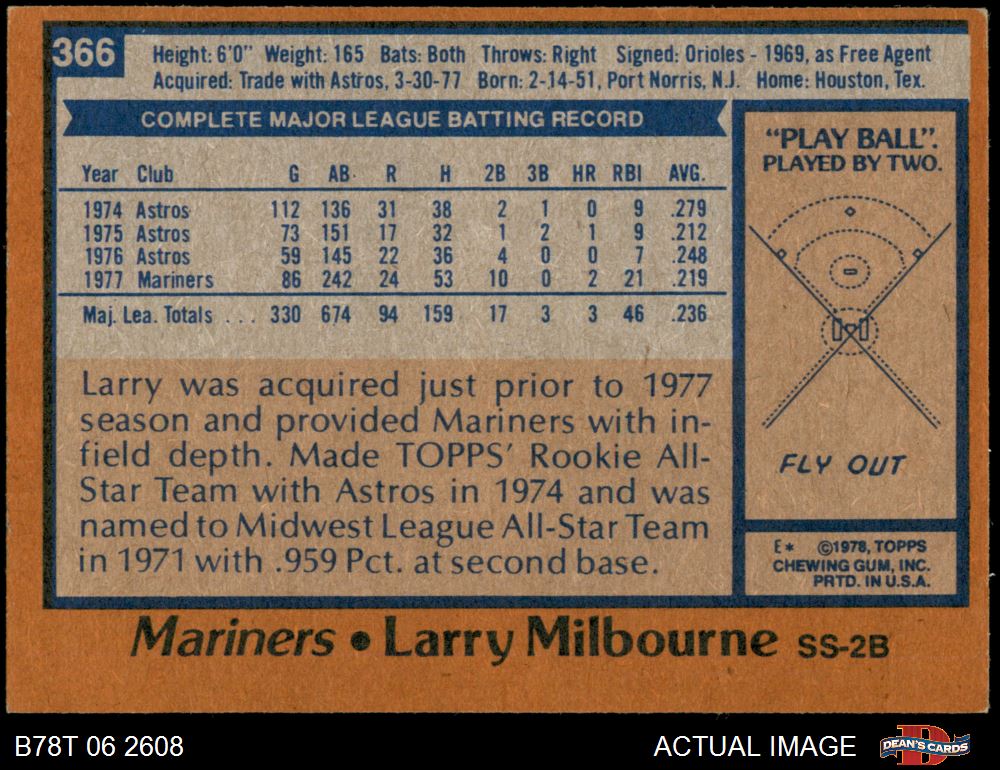 366
Height: 6'0" Weight: 165 Bats: Both Throws: Right Signed: Orioles - 1969, as Free Agent
Acquired: Trade with Astros, 3-30-77 Born: 2-14-51, Port Norris, N.J. Home: Houston, Tex.
COMPLETE MAJOR LEAGUE BATTING RECORD
Year Club G AB R H 2B 3B HR RBI AVG.
1974 Astros 112 136 31 38 2 1 0 9 .279
1975 Astros 73 151 17 32 1 2 1 9 .212
1976 Astros 59 145 22 36 4 0 0 7 .248
1977 Mariners 86 242 24 53 10 0 2 21 .219
Maj. Lea. Totals . . . 330 674 94 159 17 3 3 46 .236
Larry was acquired just prior to 1977
season and provided Mariners with in-
field depth. Made TOPPS' Rookie All-
Star Team with Astros in 1974 and was
named to Midwest League All-Star Team
in 1971 with .959 Pct. at second base.
"PLAY BALL".
PLAYED BY TWO.
FLY OUT
E* ©1978, TOPPS
CHEWING GUM, INC.
PRTD. IN U.S.A.
Mariners • Larry Milbourne SS-2B
B78T 06 2608
ACTUAL IMAGE
D
DEAN'S CARDS